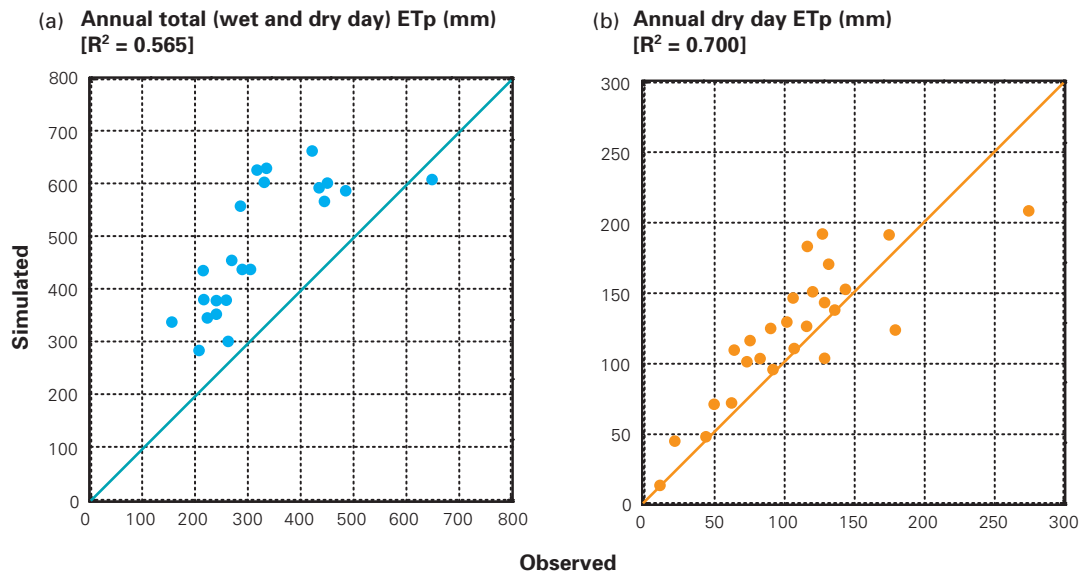 (a) Annual total (wet and dry day) ETp (mm)
[R² = 0.565]
(b) Annual dry day ETp (mm)
[R² = 0.700]
Simulated
800
700
600
500
400
300
200
100
0
0 100 200 300 400 500 600 700 800
300
250
200
150
100
50
0
0 50 100 150 200 250 300
Observed